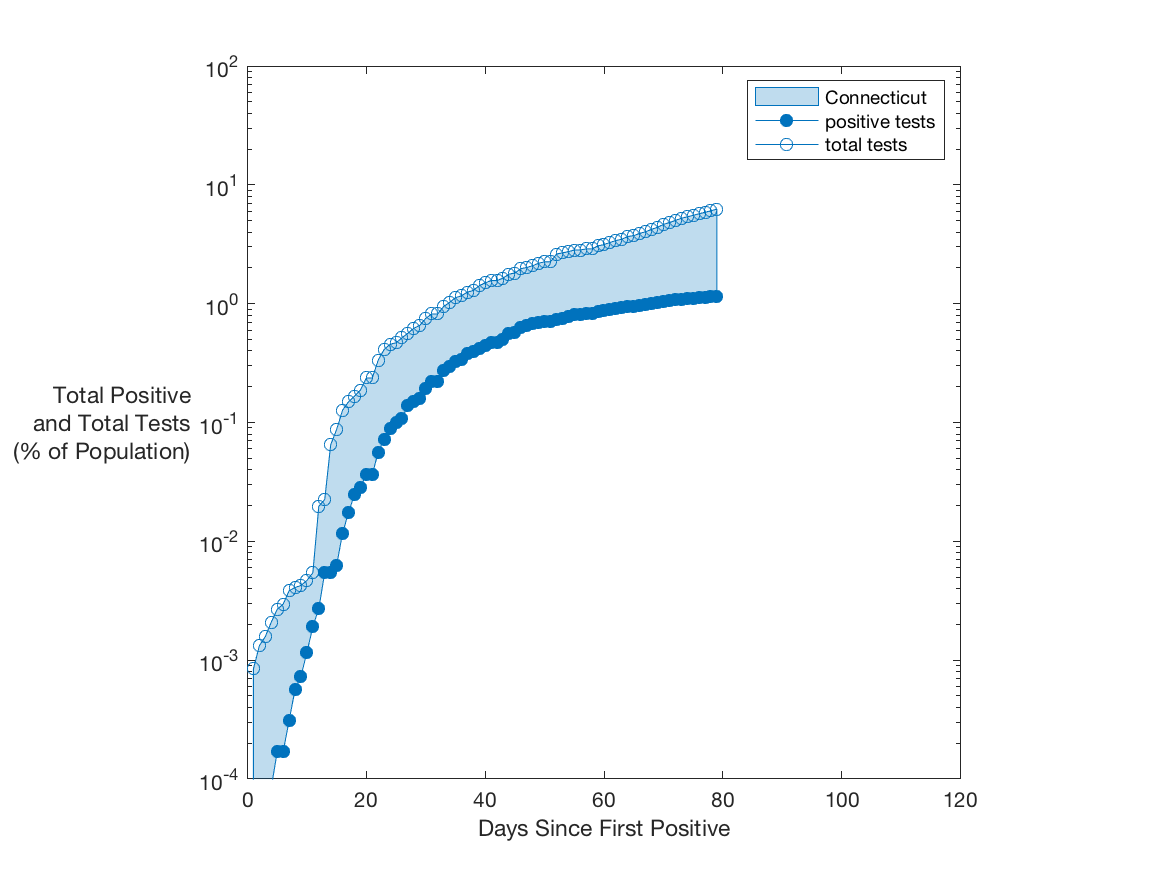 10^2
10^1
10^0
10^-1
10^-2
10^-3
10^-4
Total Positive
and Total Tests
(% of Population)
Connecticut
positive tests
total tests
0 20 40 60 80 100 120
Days Since First Positive